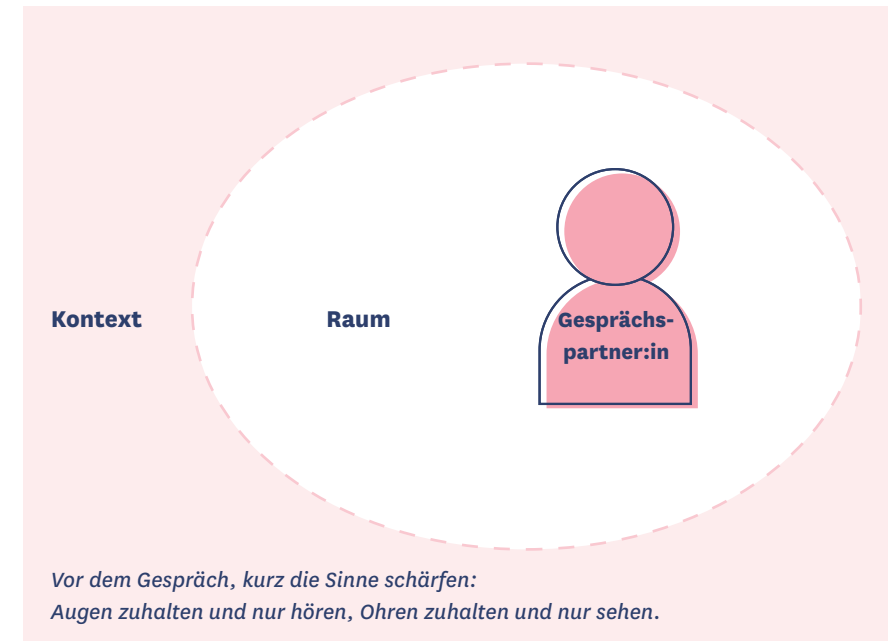 Kontext
Raum
Gesprächs-
partner:in
Vor dem Gespräch, kurz die Sinne schärfen:
Augen zuhalten und nur hören, Ohren zuhalten und nur sehen.